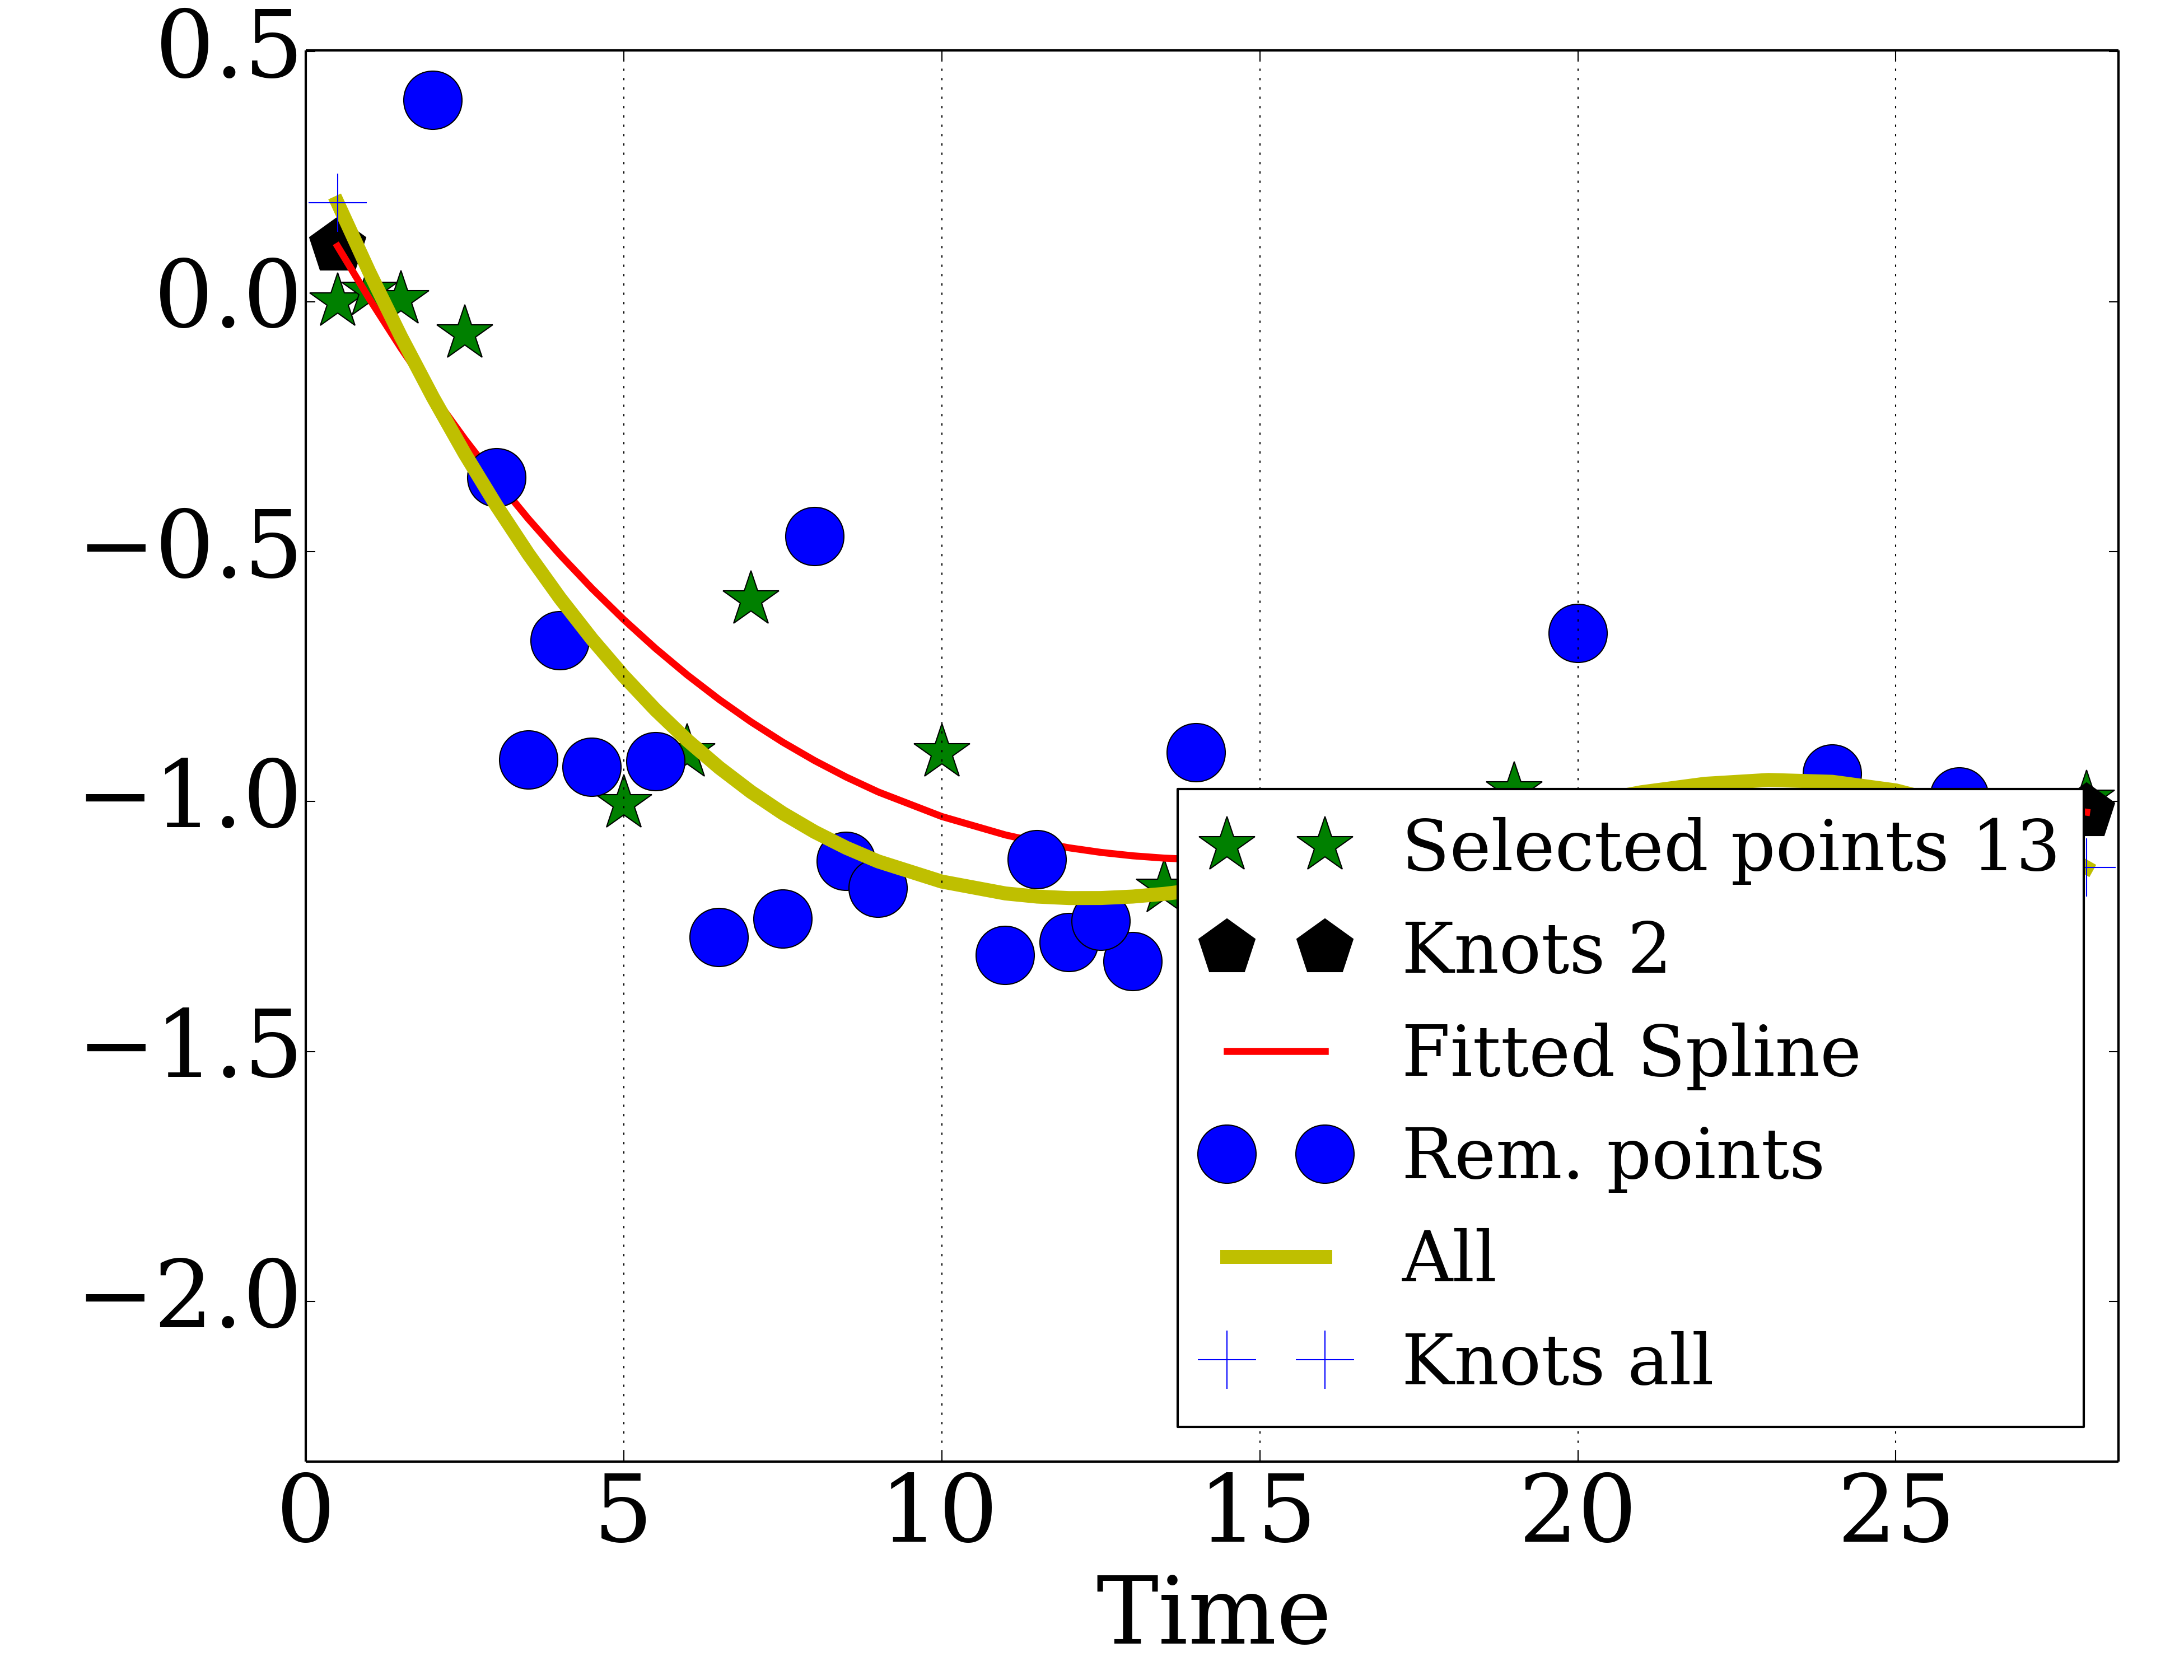 0.5
0.0
−0.5
−1.0
−1.5
−2.0
Selected points 13
Knots 2
Fitted Spline
Rem. points
All
Knots all
0 5 10 15 20 25
Time